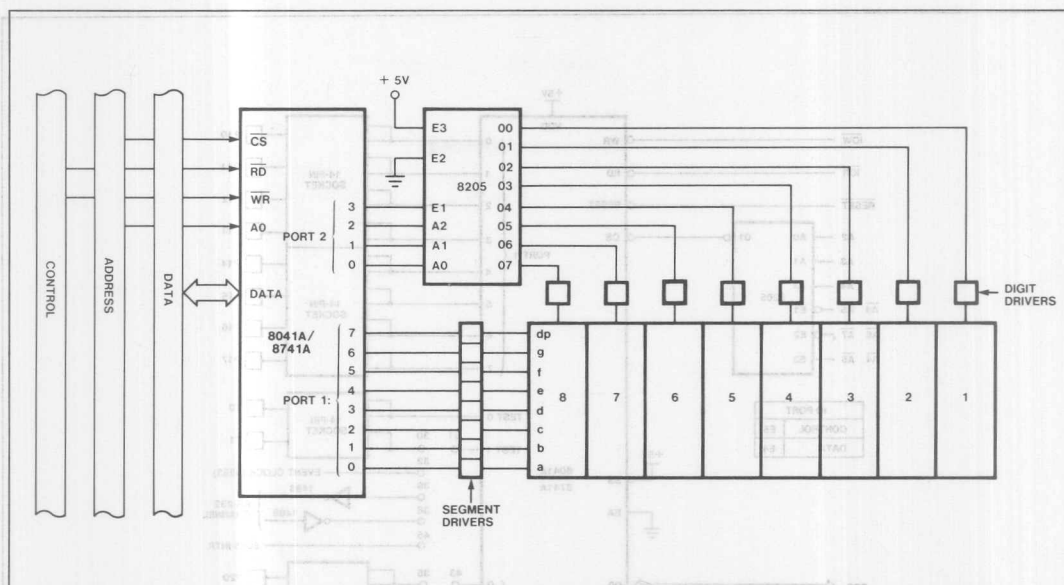 + 5V
CONTROL
ADDRESS
DATA
CS
RD
WR
A0
DATA
8041A/
8741A
PORT 2
3
2
1
0
PORT 1:
7
6
5
4
3
2
1
0
E3
E2
8205
E1
A2
A1
A0
00
01
02
03
04
05
06
07
DIGIT
DRIVERS
dp
g
f
e
d
c
b
a
8
7
6
5
4
3
2
1
SEGMENT
DRIVERS